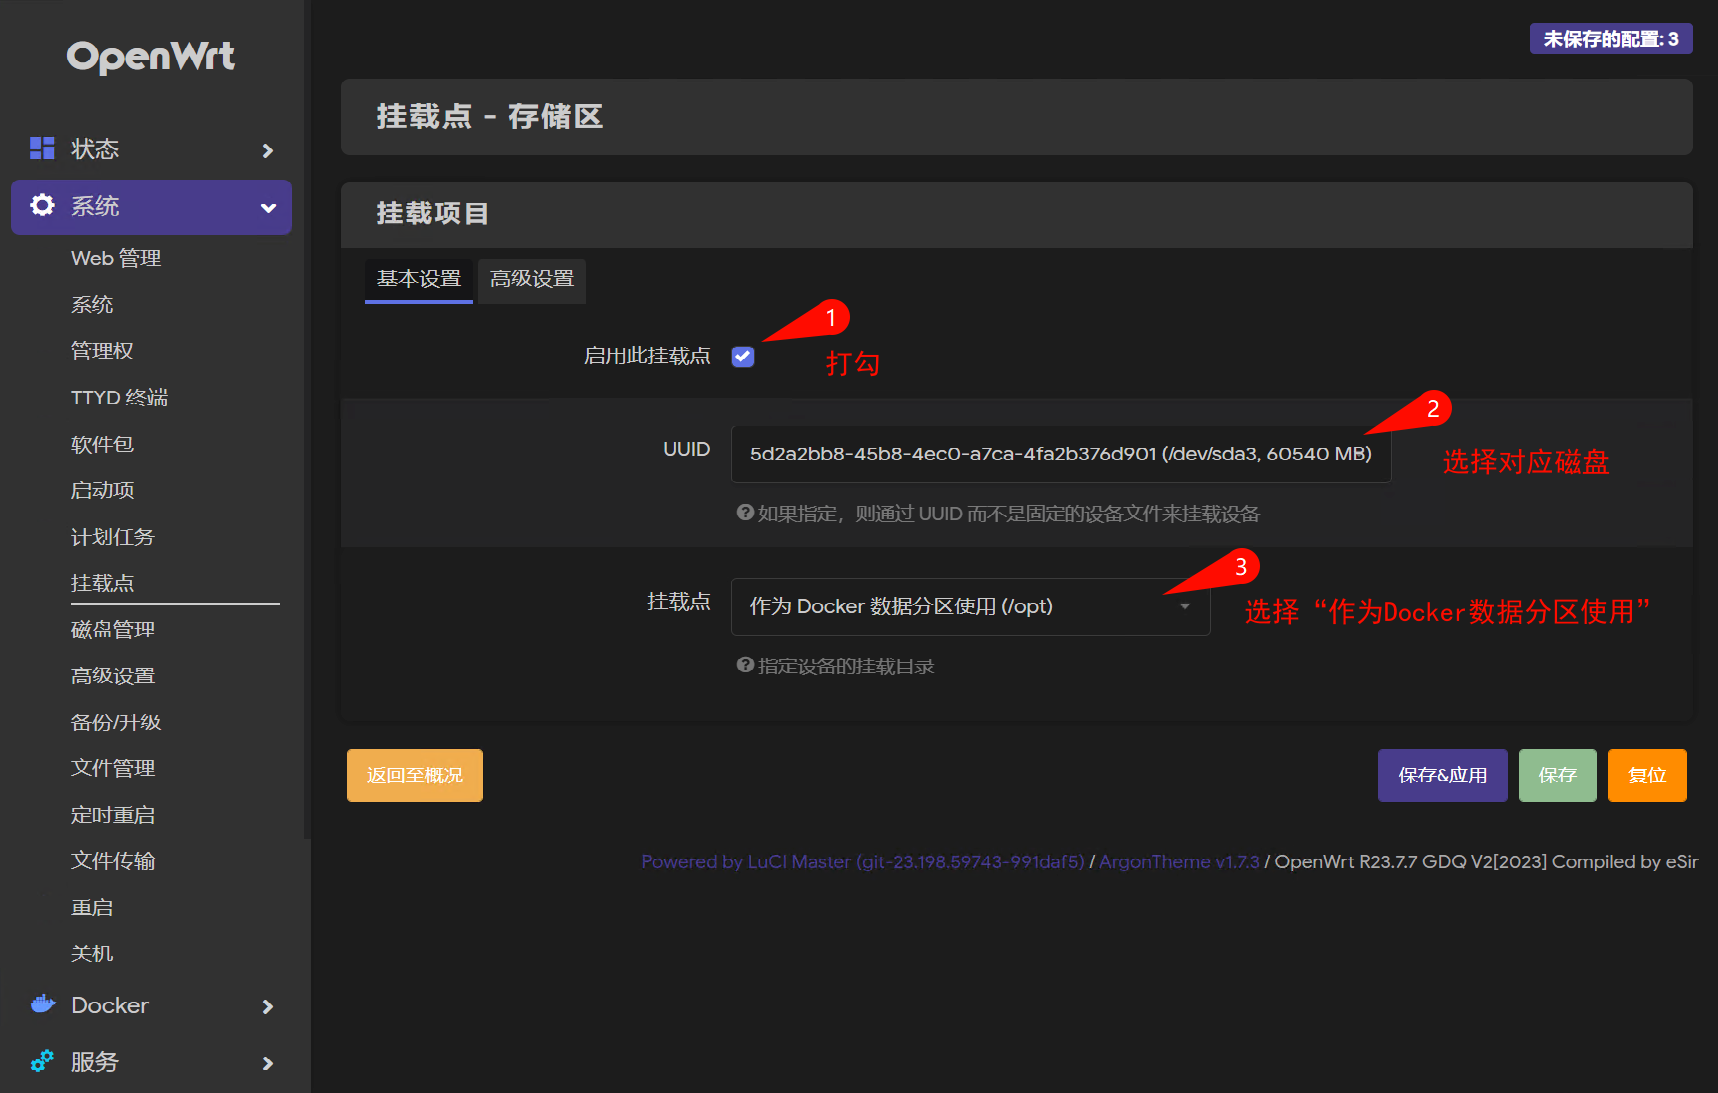 OpenWrt
未保存的配置: 3
状态
系统
Web 管理
系统
管理权
TTYD 终端
软件包
启动项
计划任务
挂载点
磁盘管理
高级设置
备份/升级
文件管理
定时重启
文件传输
重启
关机
Docker
服务
挂载点 - 存储区
挂载项目
基本设置 高级设置
启用此挂载点
1
打勾
UUID
5d2a2bb8-45b8-4ec0-a7ca-4fa2b376d901 (/dev/sda3, 60540 MB)
2
选择对应磁盘
如果指定，则通过 UUID 而不是固定的设备文件来挂载设备
挂载点
作为 Docker 数据分区使用 (/opt)
3
选择“作为Docker数据分区使用”
指定设备的挂载目录
返回至概况
保存&应用
保存
复位
Powered by LuCI Master (git-23.198.59743-991daf5) / ArgonTheme v1.7.3 / OpenWrt R23.7.7 GDQ V2[2023] Compiled by eSir